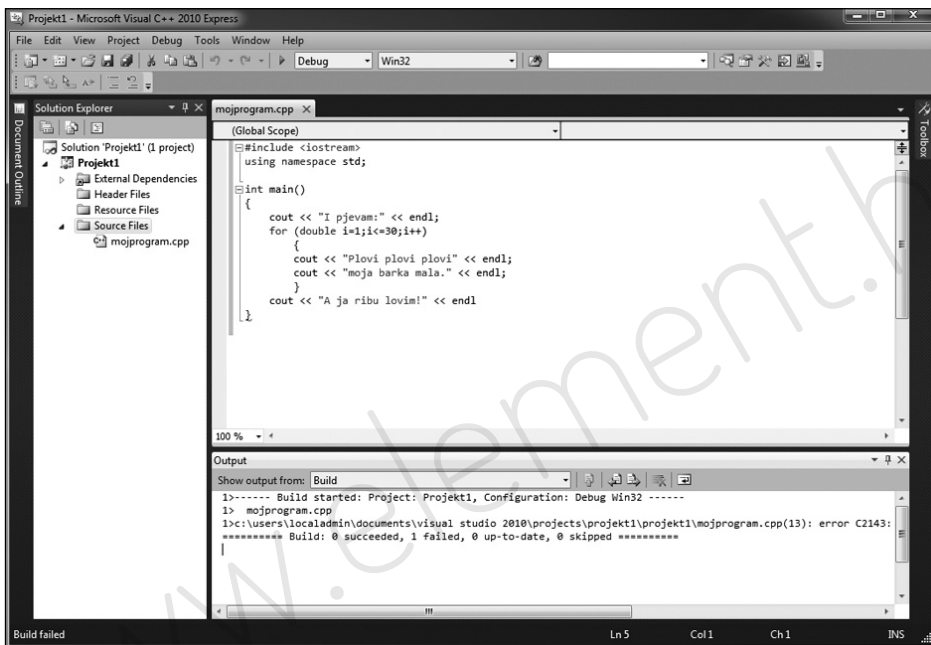 Projekt1 - Microsoft Visual C++ 2010 Express
File Edit View Project Debug Tools Window Help
Debug Win32
Solution Explorer
Solution 'Projekt1' (1 project)
Projekt1
External Dependencies
Header Files
Resource Files
Source Files
mojprogram.cpp
Document Outline
mojprogram.cpp
(Global Scope)
#include <iostream>
using namespace std;
int main()
{
cout << "I pjevam:" << endl;
for (double i=1;i<=30;i++)
{
cout << "Plovi plovi plovi" << endl;
cout << "moja barka mala." << endl;
}
cout << "A ja ribu lovim!" << endl
}
100 %
Toolbox
Output
Show output from: Build
1>------ Build started: Project: Projekt1, Configuration: Debug Win32 ------
1> mojprogram.cpp
1>c:\users\localadmin\documents\visual studio 2010\projects\projekt1\projekt1\mojprogram.cpp(13): error C2143:
========== Build: 0 succeeded, 1 failed, 0 up-to-date, 0 skipped ==========
Build failed Ln 5 Col 1 Ch 1 INS
w.element.h